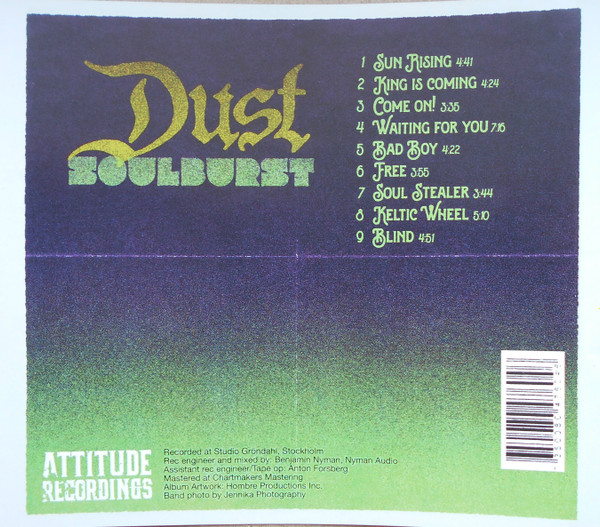 Dust
SOULBURST
1 Sun Rising 4:41
2 King is coming 4:24
3 Come on! 3:35
4 Waiting for you 7:16
5 Bad Boy 4:22
6 Free 3:55
7 Soul Stealer 3:44
8 Keltic Wheel 5:10
9 Blind 4:51
ATTITUDE
RECORDINGS
Recorded at Studio Gröndahl, Stockholm
Rec engineer and mixed by: Benjamin Nyman, Nyman Audio
Assistant rec engineer/Tape op: Anton Forsberg
Mastered at Chartmakers Mastering
Album Artwork: Hombre Productions Inc.
Band photo by Jennika Photography